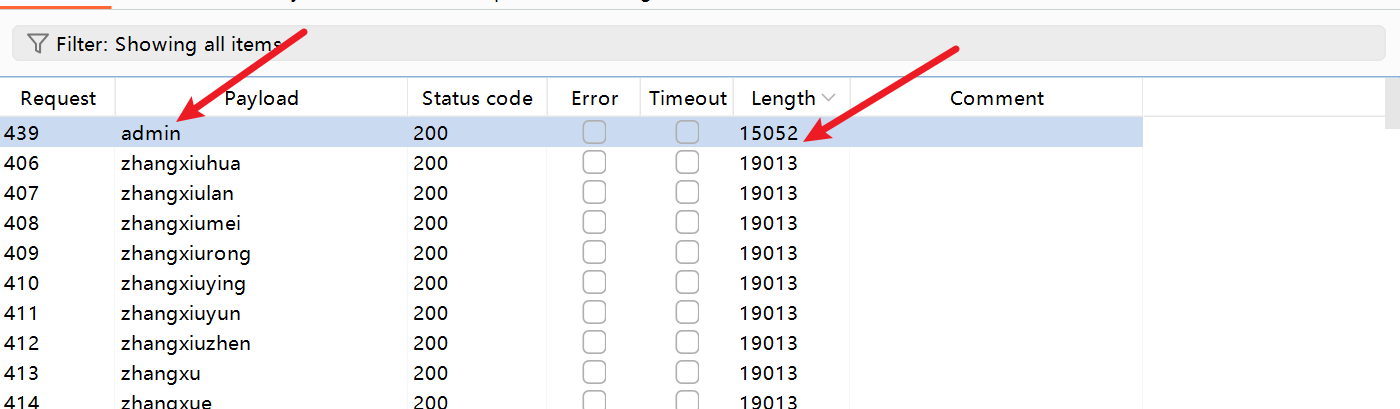 Filter: Showing all items
Request Payload Status code Error Timeout Length Comment
439 admin 200 15052
406 zhangxiuhua 200 19013
407 zhangxiulan 200 19013
408 zhangxiumei 200 19013
409 zhangxiurong 200 19013
410 zhangxiuying 200 19013
411 zhangxiuyun 200 19013
412 zhangxiuzhen 200 19013
413 zhangxu 200 19013
414 zhangxue 200 19013